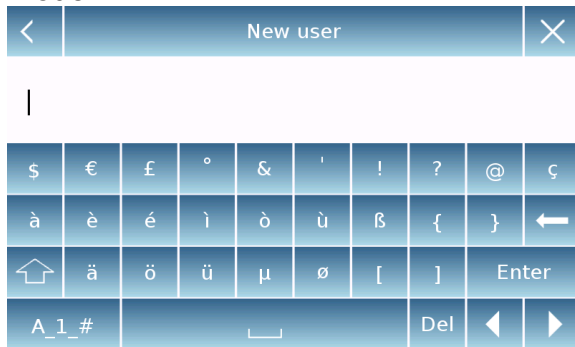 New user
$ € £ ° & ' ! ? @ ç
à è é ì ò ù ß { }
ä ö ü µ ø [ ] Enter
A_1_# Del